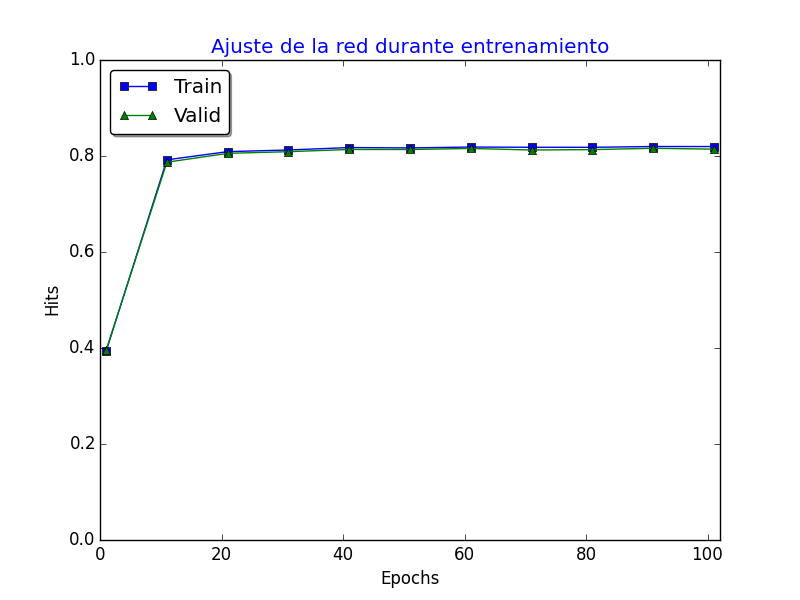 Ajuste de la red durante entrenamiento
1.0
Train
Valid
0.8
0.6
Hits
0.4
0.2
0.0
0 20 40 60 80 100
Epochs